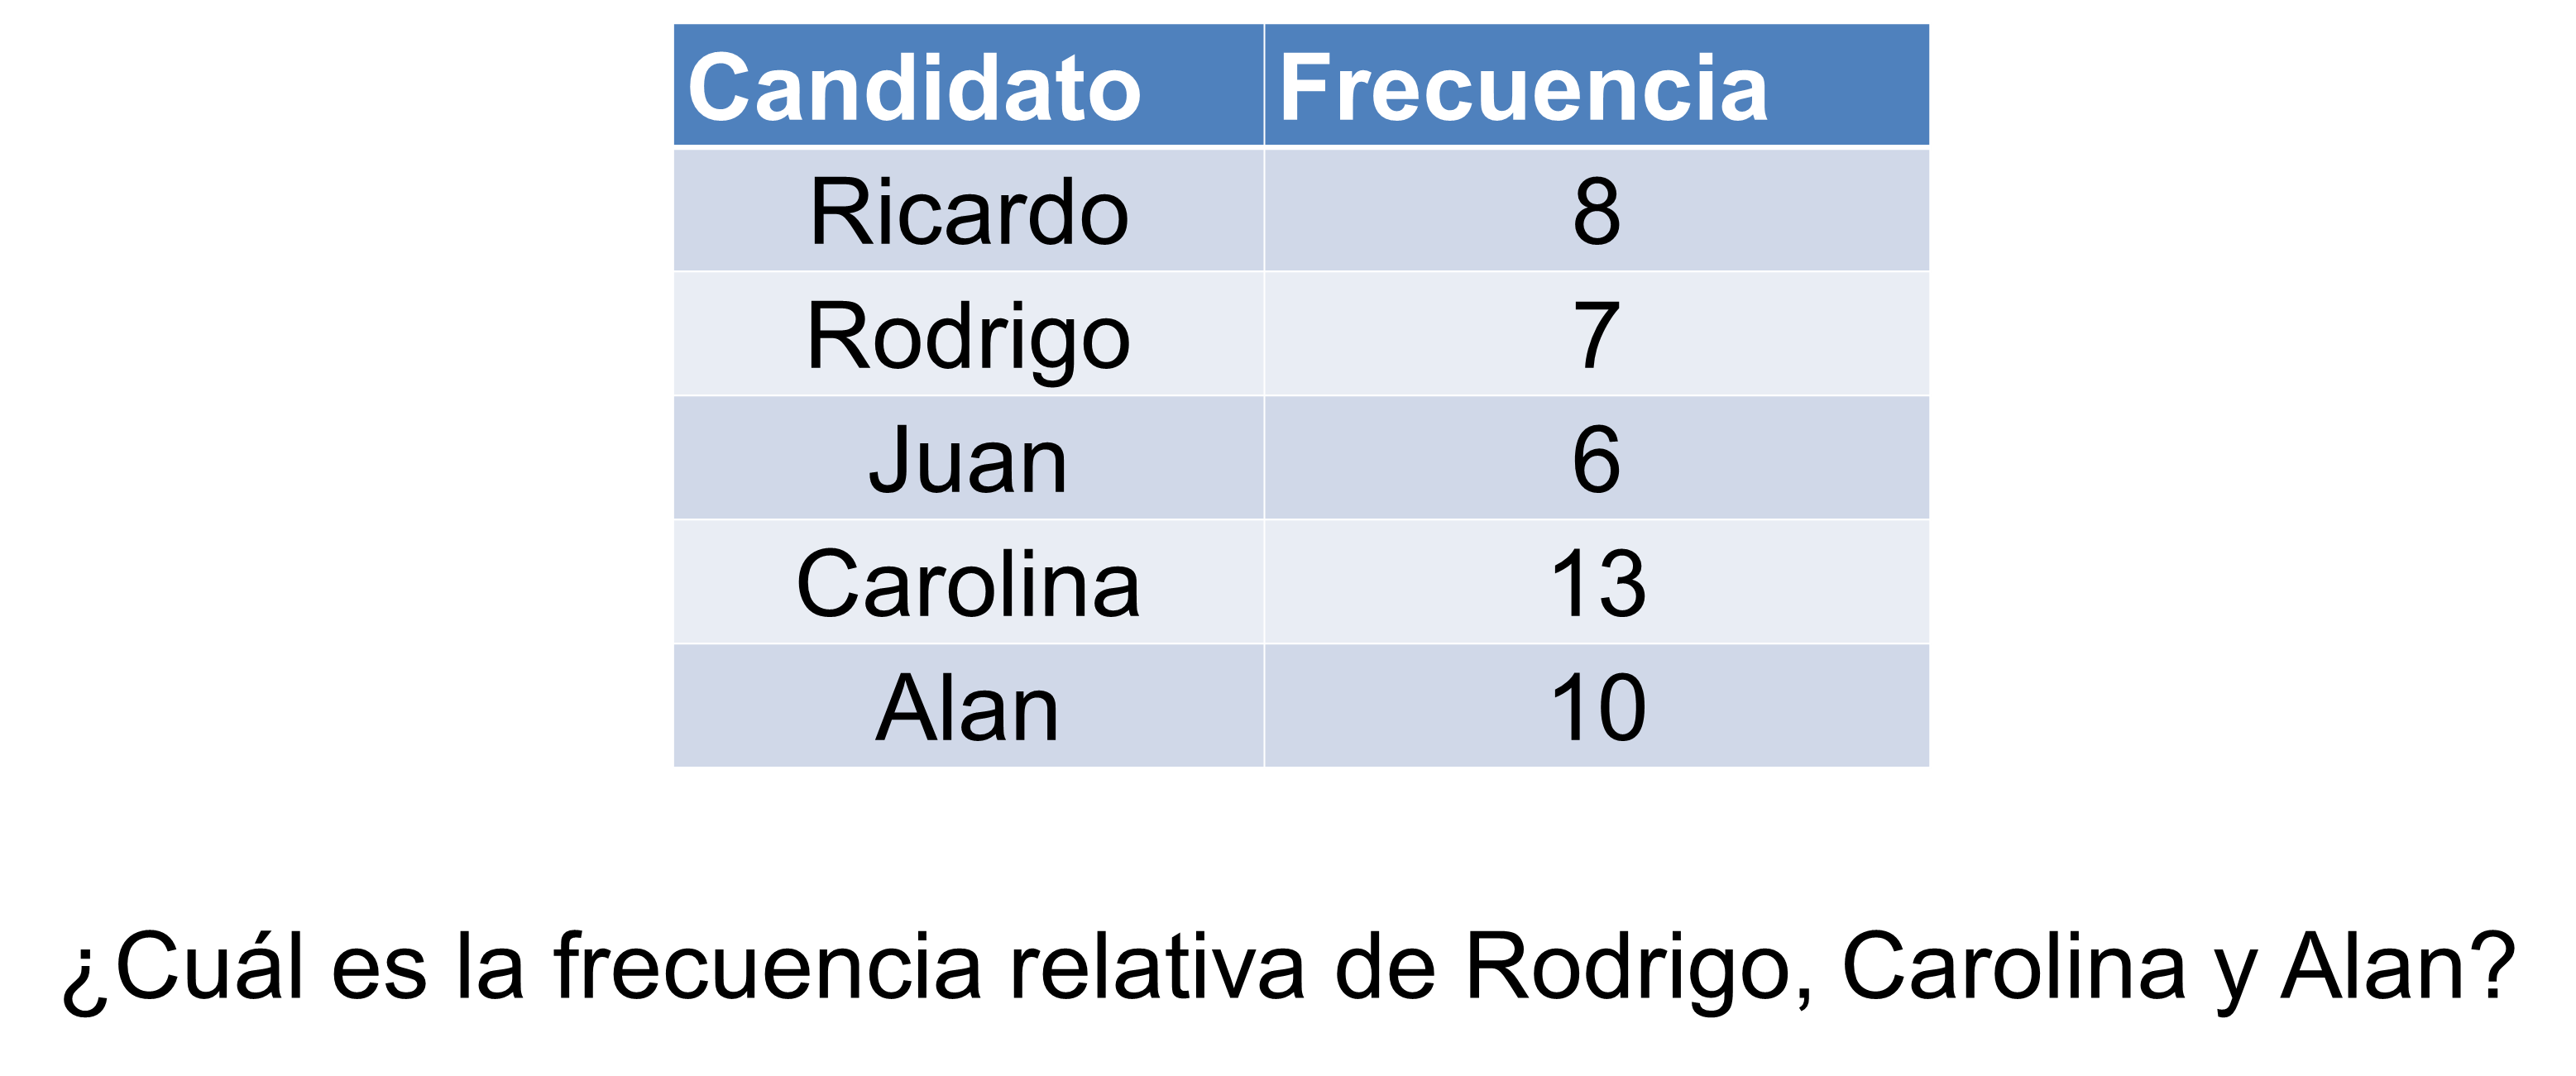 Candidato Frecuencia
Ricardo 8
Rodrigo 7
Juan 6
Carolina 13
Alan 10
¿Cuál es la frecuencia relativa de Rodrigo, Carolina y Alan?